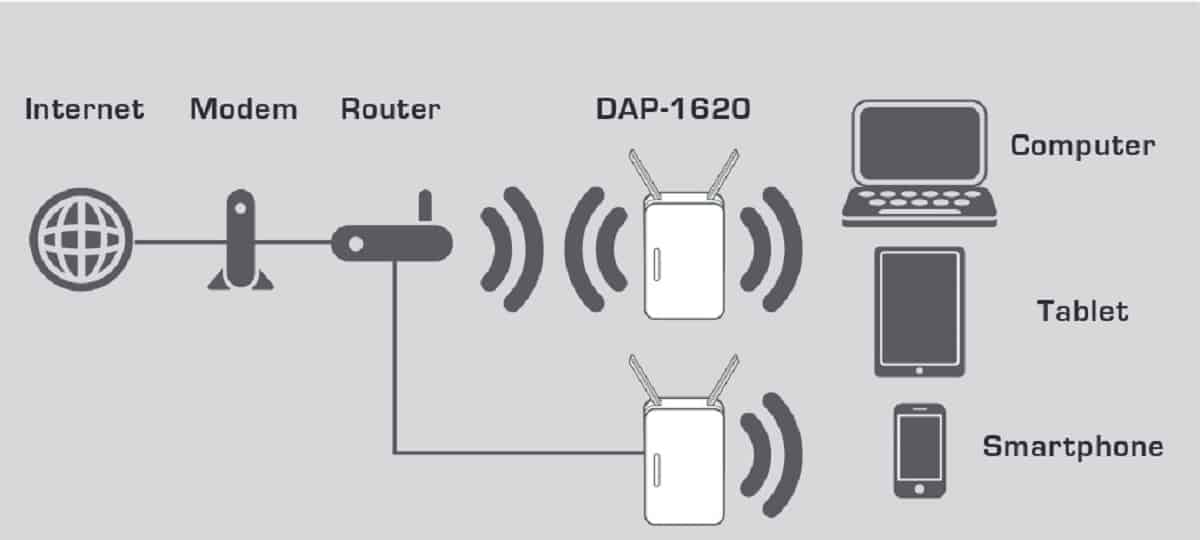 Internet
Modem
Router
DAP-1620
Computer
Tablet
Smartphone